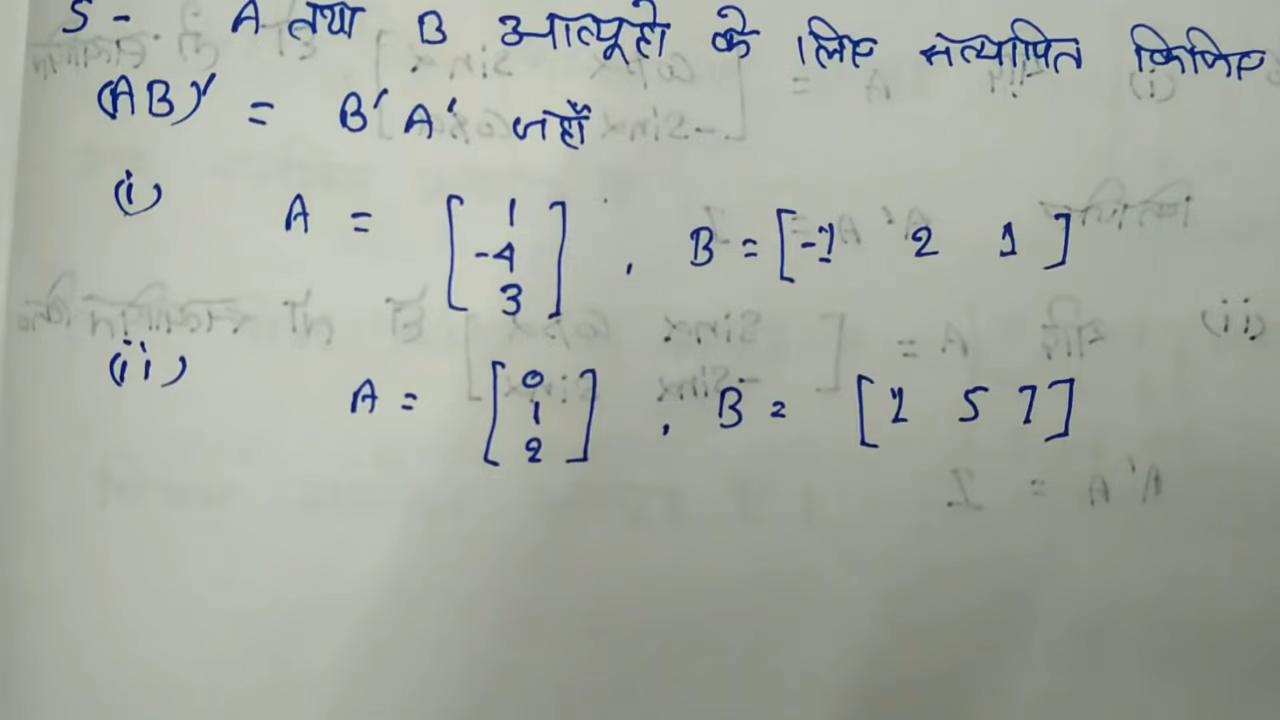 5- A तथा B आव्यूहो के लिए सत्यापित किजिए
(AB)' = B'A' जहाँ
(i) A = [1 -4 3], B = [-1 2 1]
(ii) A = [0 1 2], B = [1 5 7]